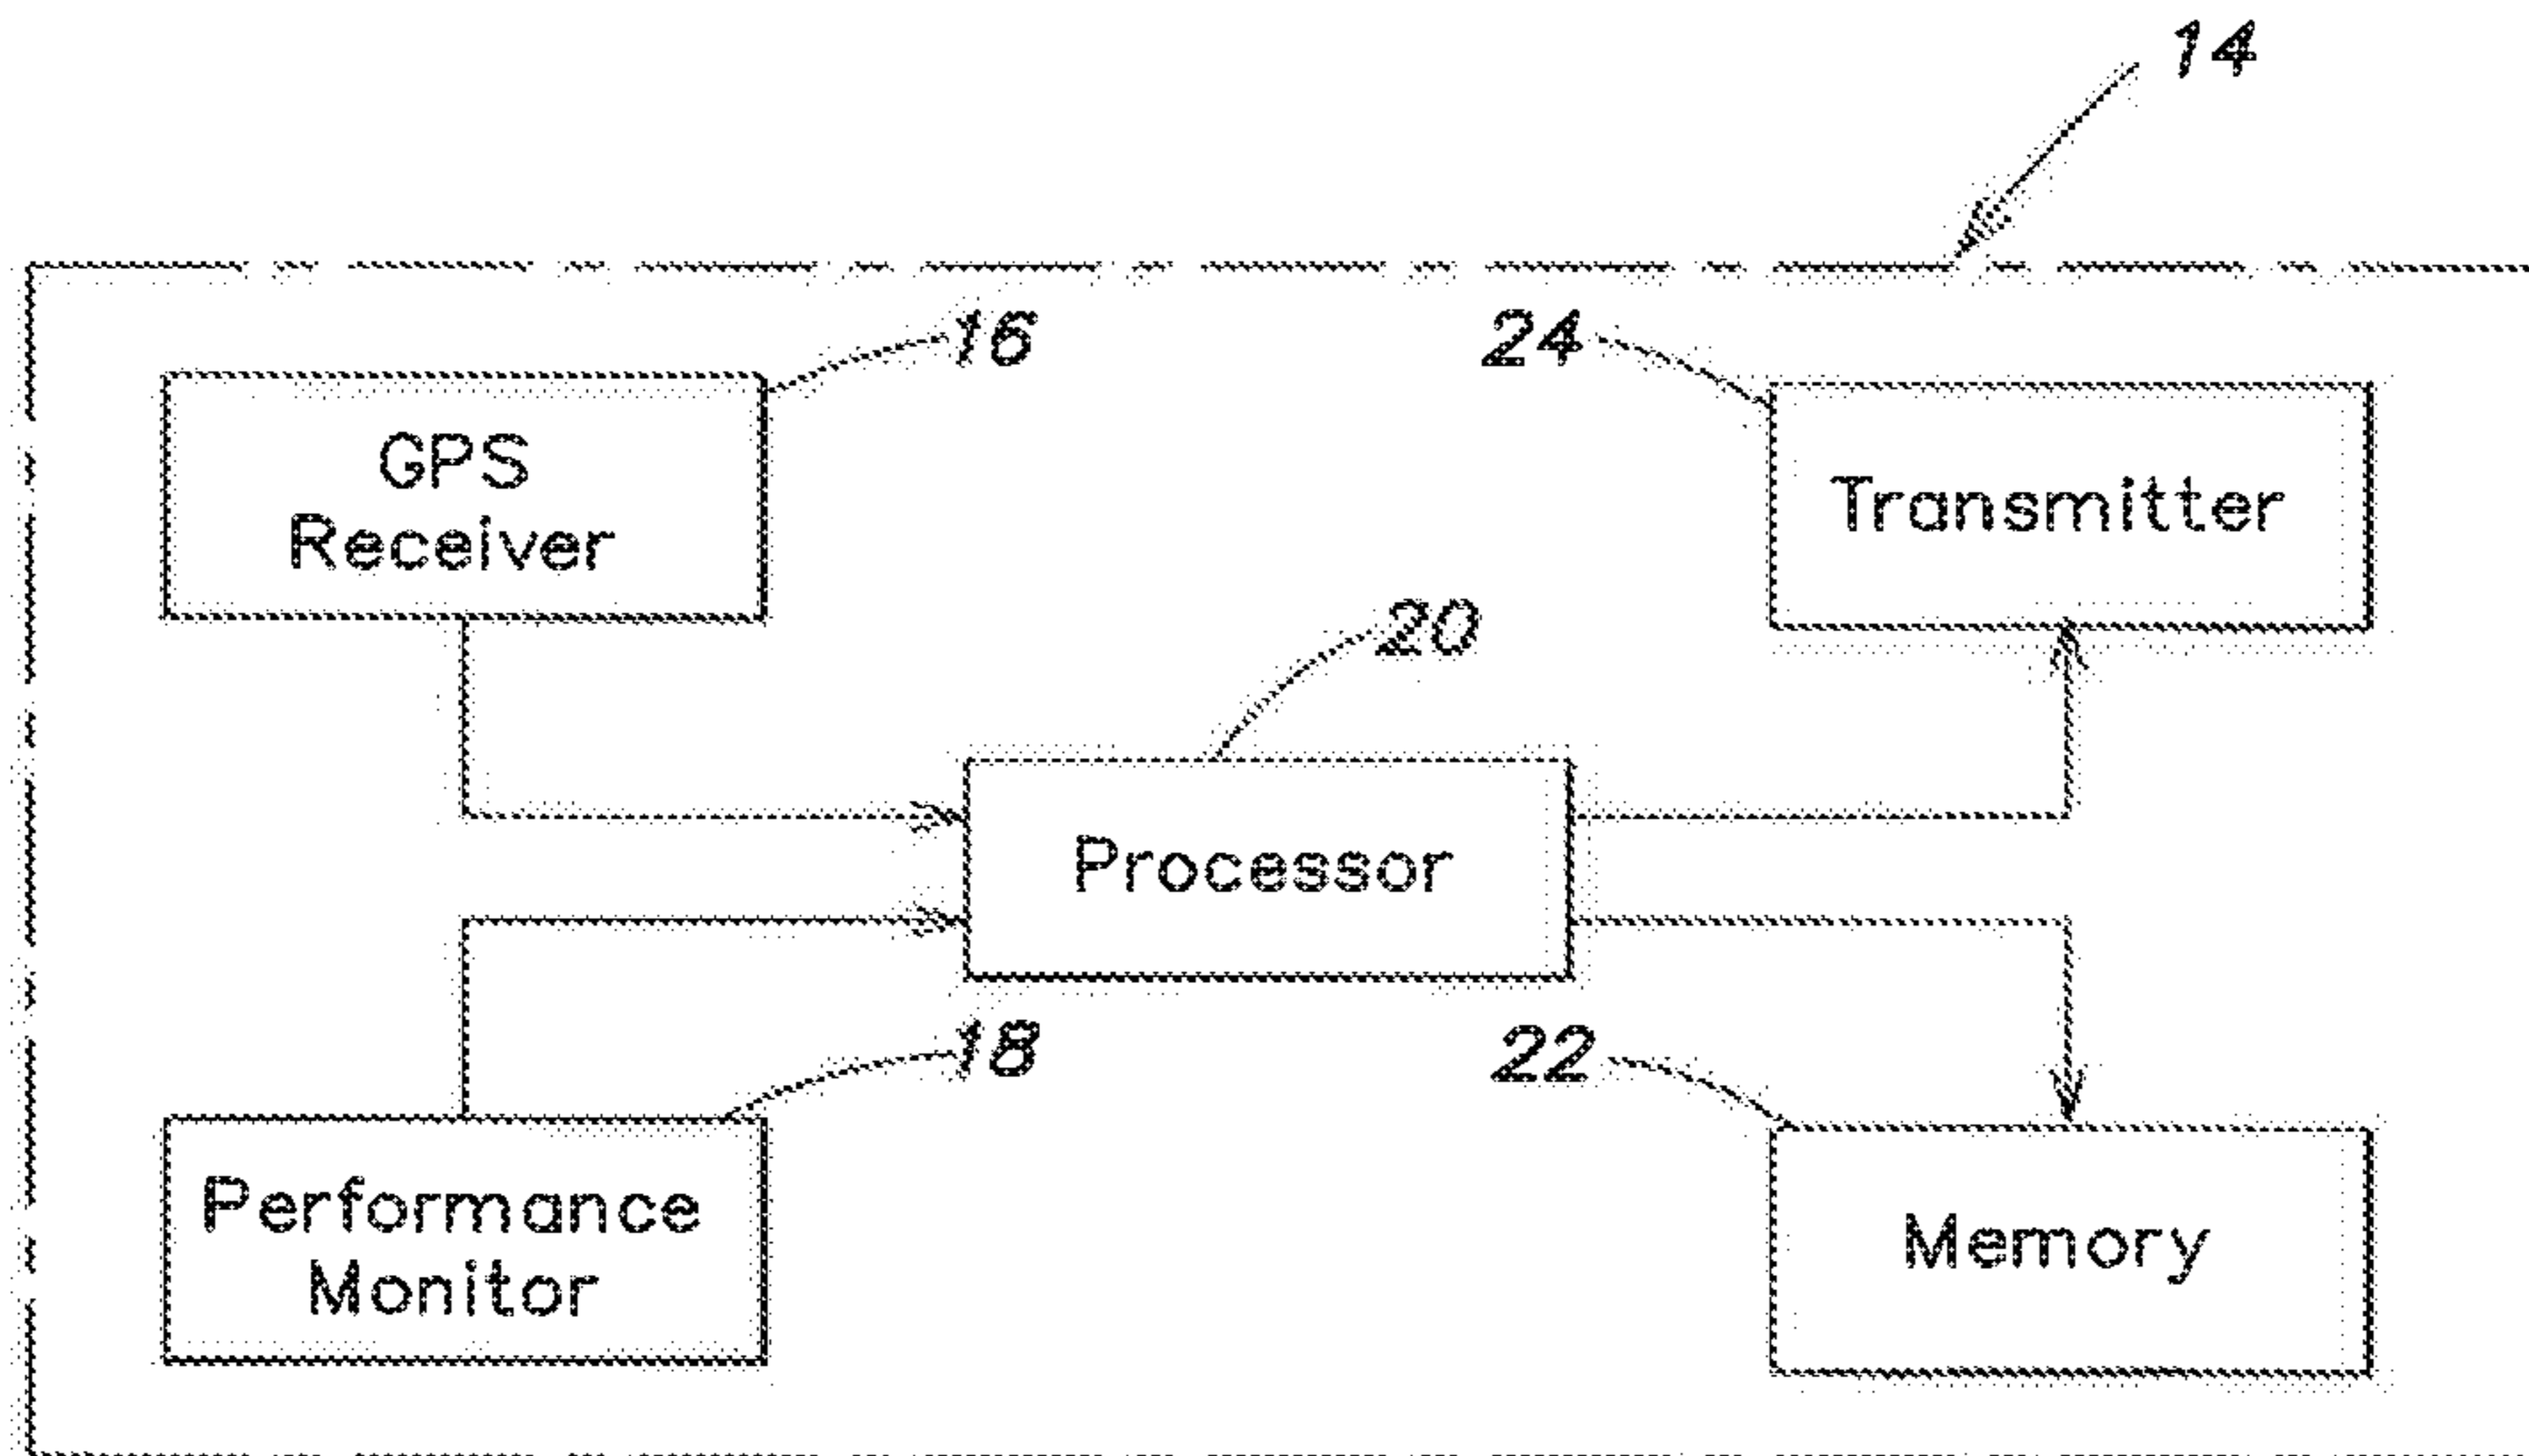 14
16
24
GPS
Receiver
Transmitter
20
Processor
18
22
Performance
Monitor
Memory